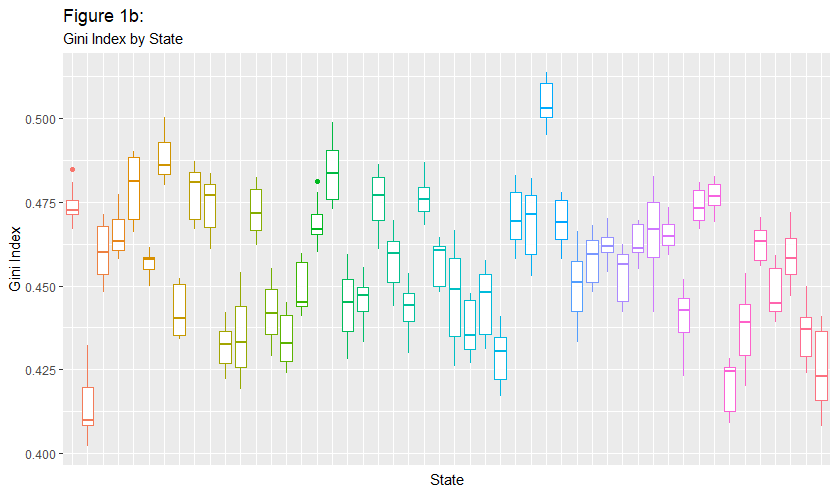 Figure 1b:
Gini Index by State
0.500
0.475
0.450
0.425
0.400
Gini Index
State